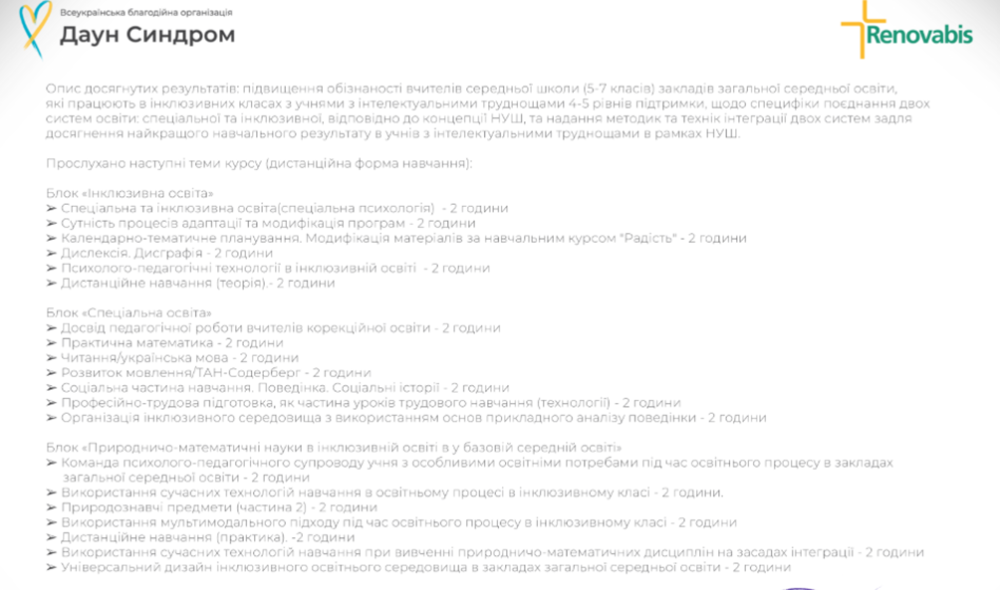 Всеукраїнська благодійна організація
Даун Синдром
Renovabis
Опис досягнутих результатів: підвищення обізнаності вчителів середньої школи (5-7 класів) закладів загальної середньої освіти,
які працюють в інклюзивних класах з учнями з інтелектуальними труднощами 4-5 рівнів підтримки, щодо специфіки поєднання двох
систем освіти: спеціальної та інклюзивної, відповідно до концепції НУШ, та надання методик та технік інтеграції двох систем задля
досягнення найкращого навчального результату в учнів з інтелектуальними труднощами в рамках НУШ.
Прослухано наступні теми курсу (дистанційна форма навчання):
Блок «Інклюзивна освіта»
➢ Спеціальна та інклюзивна освіта(спеціальна психологія)  - 2 години
➢ Сутність процесів адаптації та модифікація програм - 2 години
➢ Календарно-тематичне планування. Модифікація матеріалів за навчальним курсом "Радість" - 2 години
➢ Дислексія. Дисграфія - 2 години
➢ Психолого-педагогічні технології в інклюзивній освіті  - 2 години
➢ Дистанційне навчання (теорія).- 2 години
Блок «Спеціальна освіта»
➢ Досвід педагогічної роботи вчителів корекційної освіти - 2 години
➢ Практична математика - 2 години
➢ Читання/українська мова - 2 години
➢ Розвиток мовлення/ТАН-Содерберг - 2 години
➢ Соціальна частина навчання. Поведінка. Соціальні історії - 2 години
➢ Професійно-трудова підготовка, як частина уроків трудового навчання (технології) - 2 години
➢ Організація інклюзивного середовища з використанням основ прикладного аналізу поведінки - 2 години
Блок «Природничо-математичні науки в інклюзивній освіті в у базовій середній освіті»
➢ Команда психолого-педагогічного супроводу учня з особливими освітніми потребами під час освітнього процесу в закладах
загальної середньої освіти - 2 години
➢ Використання сучасних технологій навчання в освітньому процесі в інклюзивному класі - 2 години.
➢ Природознавчі предмети (частина 2) - 2 години
➢ Використання мультимодального підходу під час освітнього процесу в інклюзивному класі - 2 години
➢ Дистанційне навчання (практика). -2 години
➢ Використання сучасних технологій навчання при вивченні природничо-математичних дисциплін на засадах інтеграції - 2 години
➢ Універсальний дизайн інклюзивного освітнього середовища в закладах загальної середньої освіти - 2 години